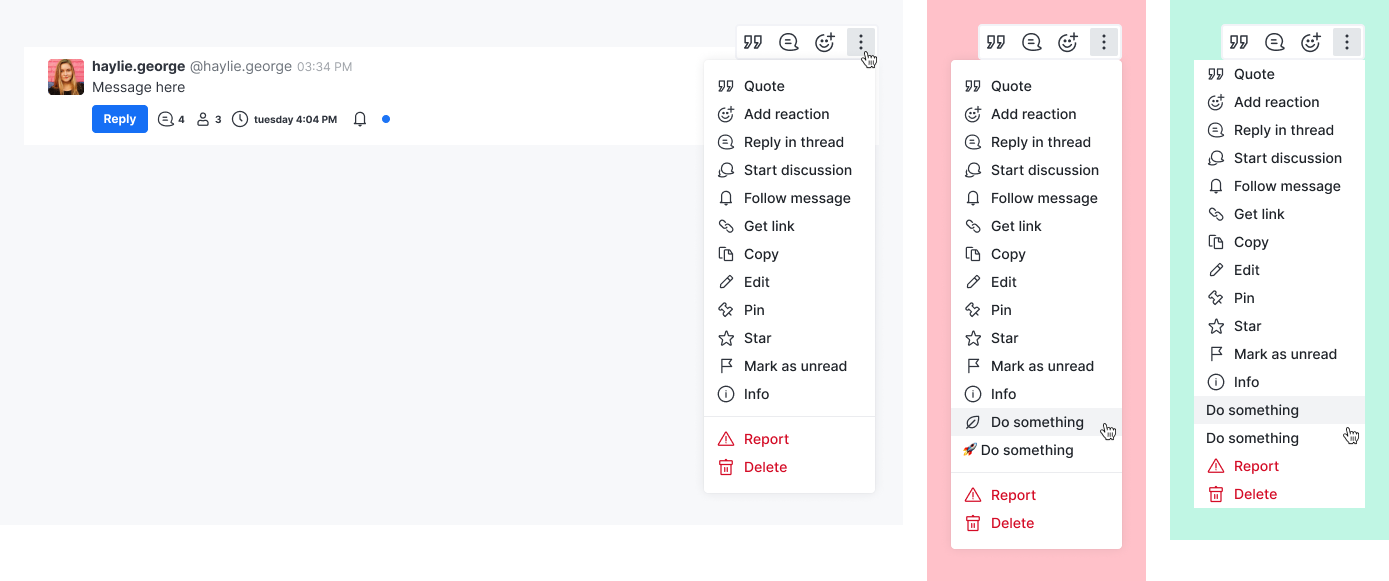 haylie.george @haylie.george 03:34 PM
Message here
Reply 4 3 tuesday 4:04 PM
Quote
Add reaction
Reply in thread
Start discussion
Follow message
Get link
Copy
Edit
Pin
Star
Mark as unread
Info
Report
Delete
Quote
Add reaction
Reply in thread
Start discussion
Follow message
Get link
Copy
Edit
Pin
Star
Mark as unread
Info
Do something
🚀 Do something
Report
Delete
Quote
Add reaction
Reply in thread
Start discussion
Follow message
Get link
Copy
Edit
Pin
Star
Mark as unread
Info
Do something
Do something
Report
Delete